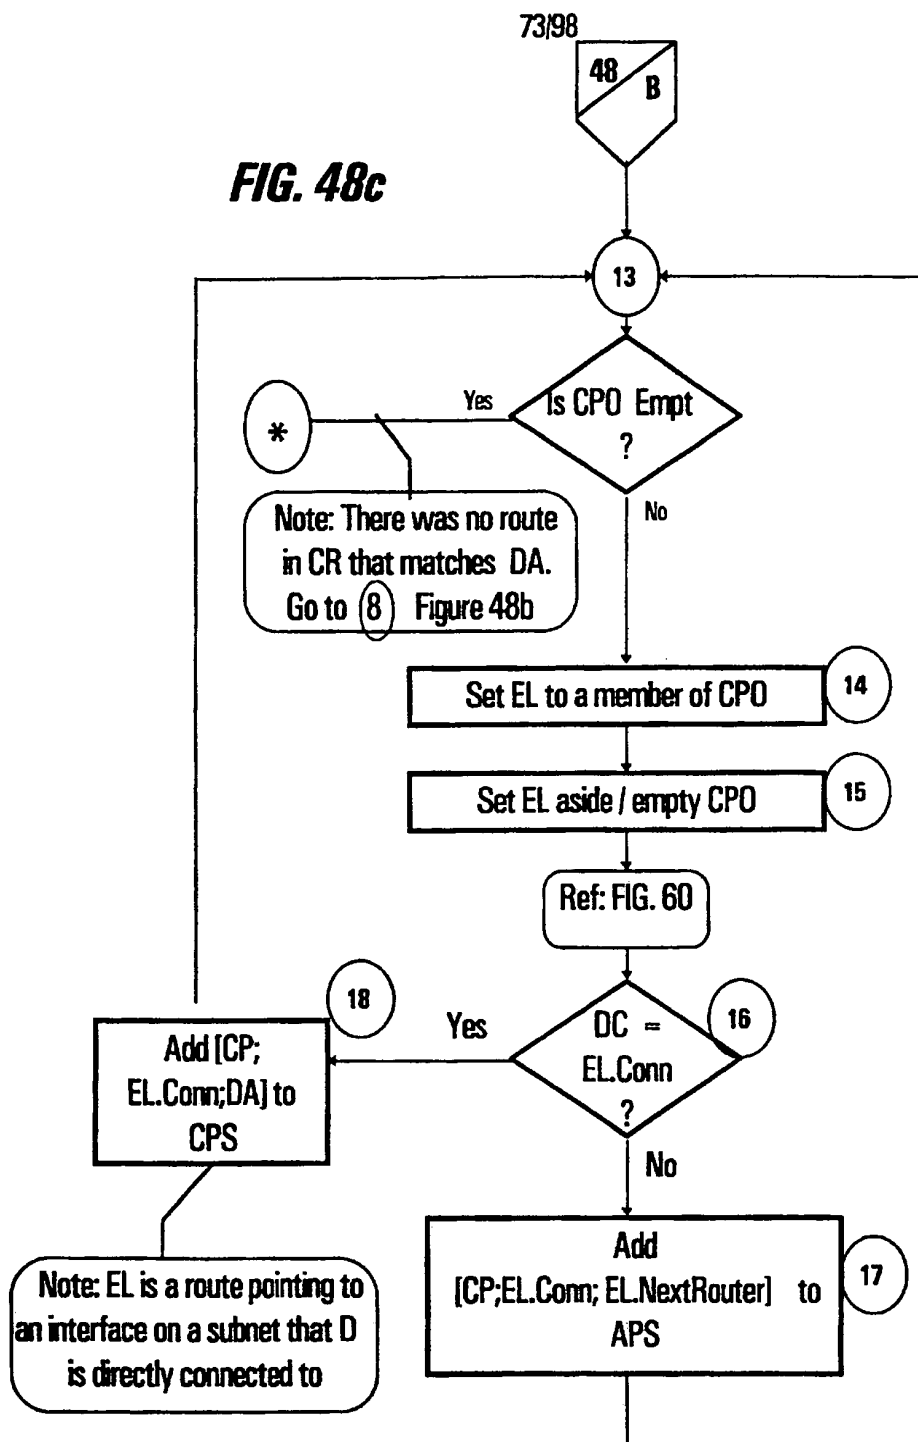 73/98
48
B
FIG. 48c
13
Is CPO Empt
?
Yes
*
No
Note: There was no route
in CR that matches DA.
Go to 8 Figure 48b
Set EL to a member of CPO
14
Set EL aside / empty CPO
15
Ref: FIG. 60
DC =
EL.Conn
?
16
Yes
18
Add [CP;
EL.Conn;DA] to
CPS
No
Note: EL is a route pointing to
an interface on a subnet that D
is directly connected to
Add
[CP;EL.Conn; EL.NextRouter] to
APS
17